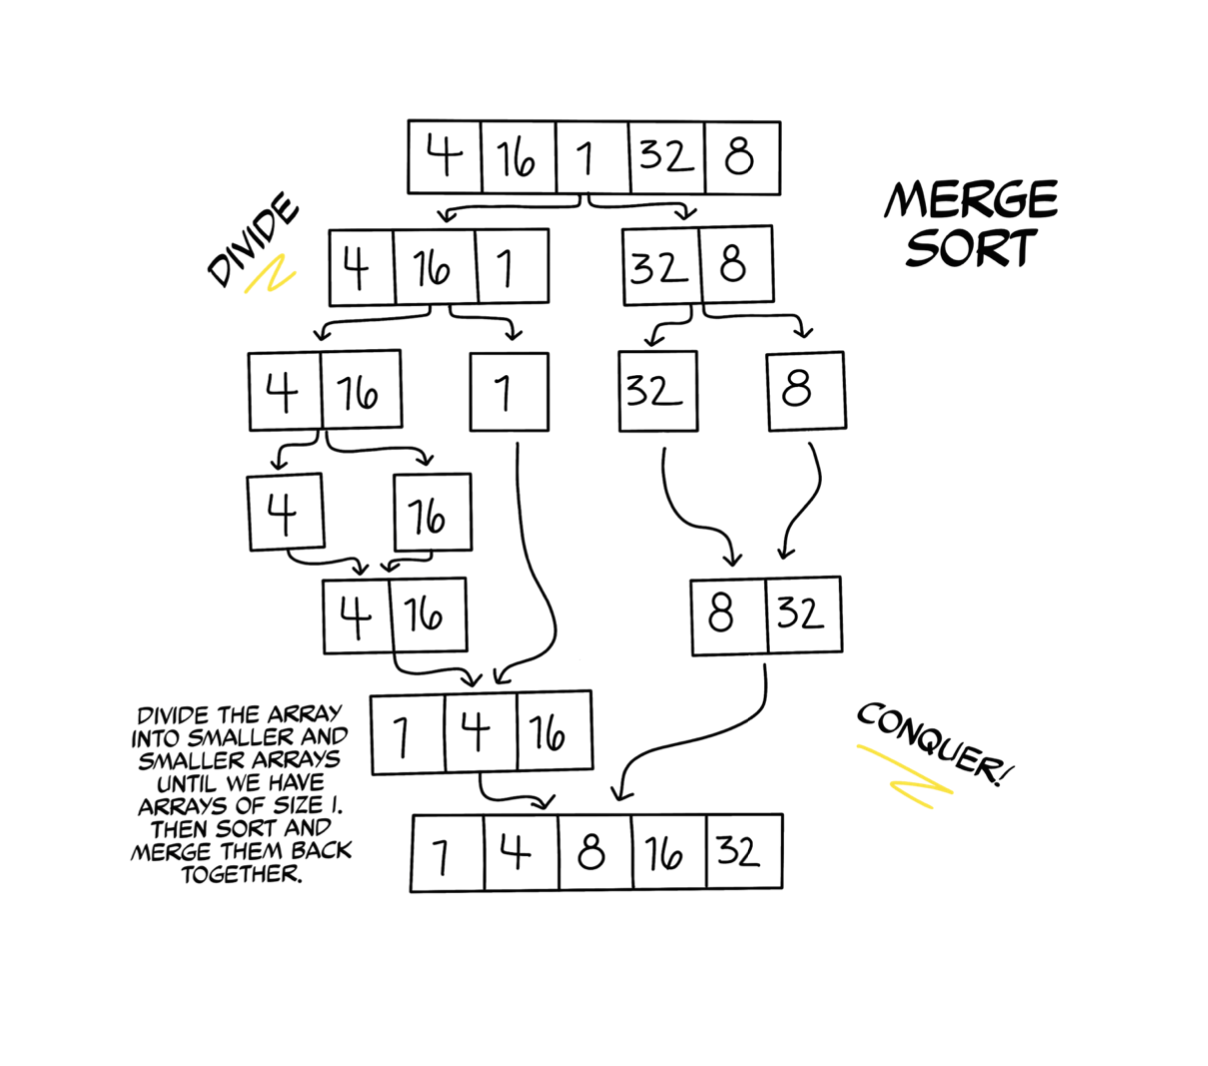 4 16 1 32 8
MERGE
SORT
DIVIDE
4 16 1
32 8
4 16
1
32
8
4
16
4 16
8 32
1 4 16
DIVIDE THE ARRAY
INTO SMALLER AND
SMALLER ARRAYS
UNTIL WE HAVE
ARRAYS OF SIZE 1.
THEN SORT AND
MERGE THEM BACK
TOGETHER.
CONQUER!
1 4 8 16 32